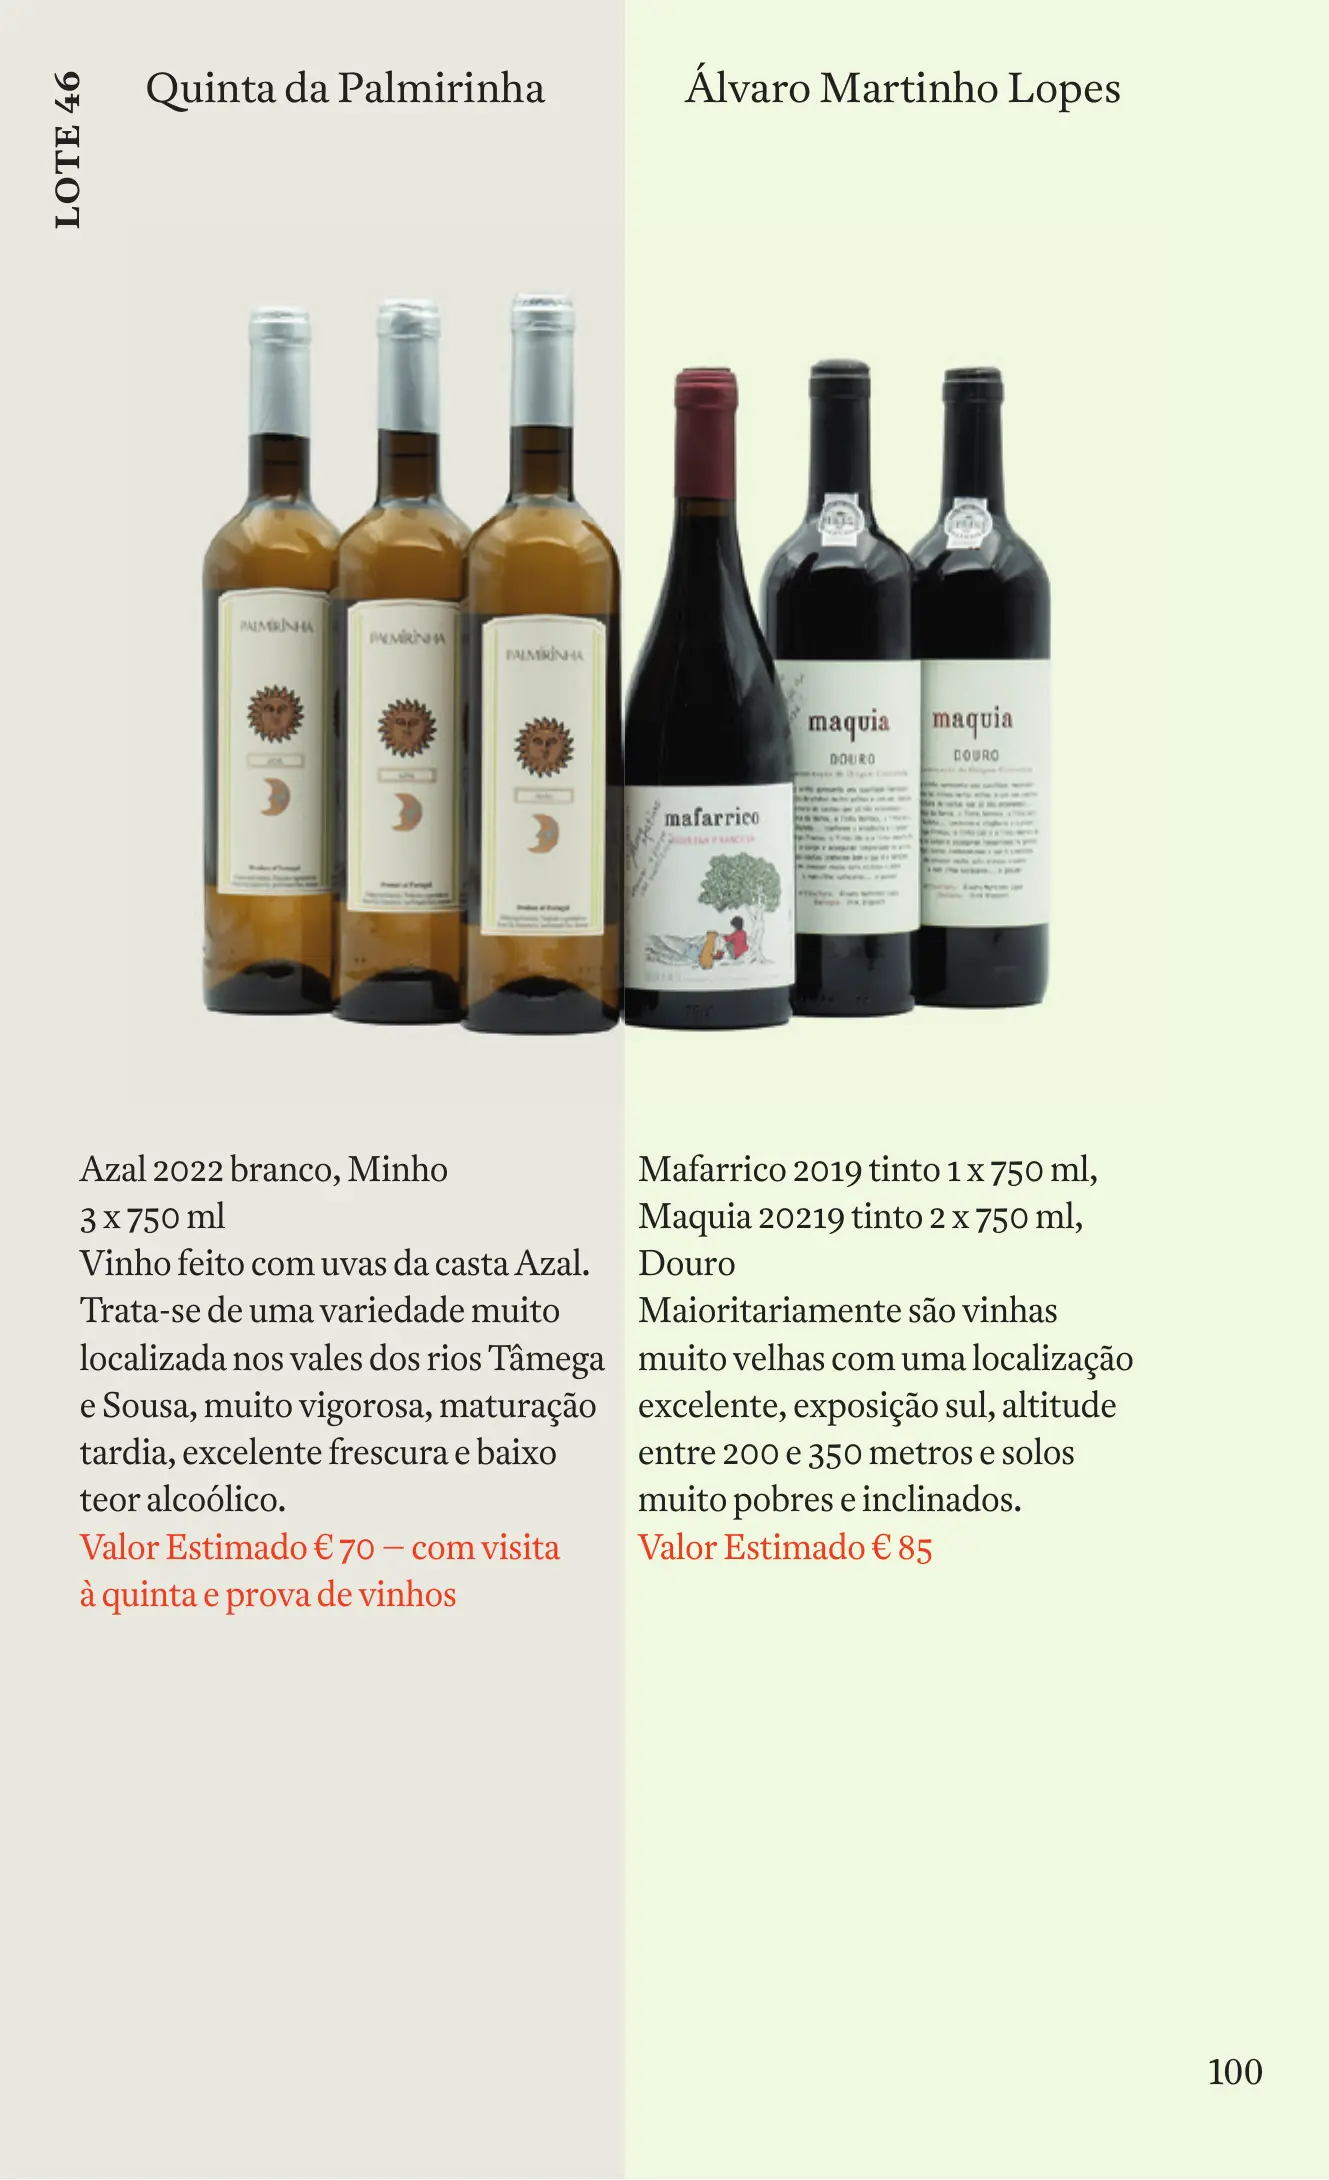 LOTE 46
Quinta da Palmirinha
Álvaro Martinho Lopes
PALMIRINHA
PALMIRINHA
PALMIRINHA
mafarrico
maquia
DOURO
maquia
DOURO
Azal 2022 branco, Minho
3 x 750 ml
Vinho feito com uvas da casta Azal.
Trata-se de uma variedade muito
localizada nos vales dos rios Tâmega
e Sousa, muito vigorosa, maturação
tardia, excelente frescura e baixo
teor alcoólico.
Valor Estimado € 70 — com visita
à quinta e prova de vinhos
Mafarrico 2019 tinto 1 x 750 ml,
Maquia 20219 tinto 2 x 750 ml,
Douro
Maioritariamente são vinhas
muito velhas com uma localização
excelente, exposição sul, altitude
entre 200 e 350 metros e solos
muito pobres e inclinados.
Valor Estimado € 85
100